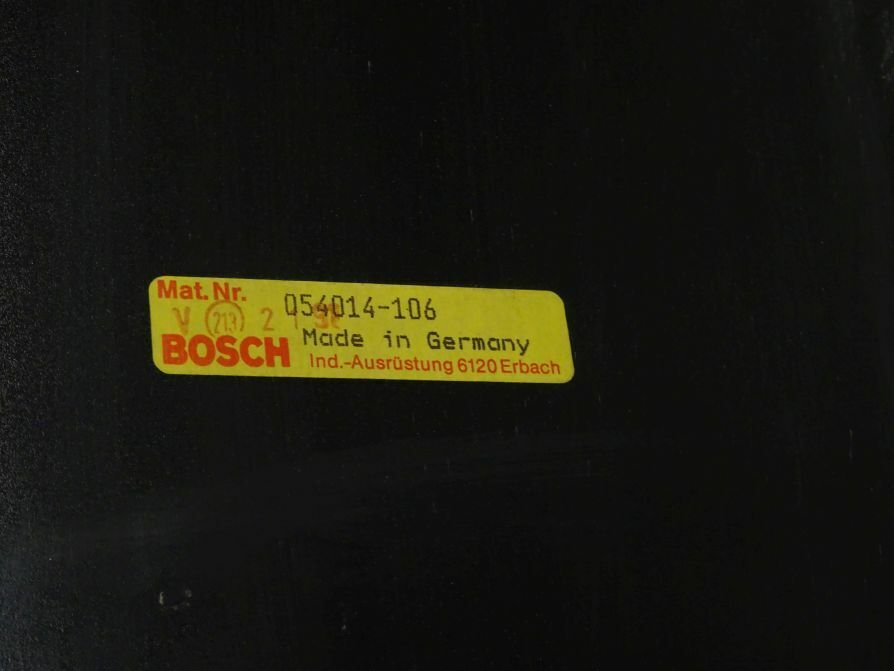 Mat. Nr. 054014-106
V 213 2
BOSCH Made in Germany
Ind.-Ausrüstung 6120 Erbach